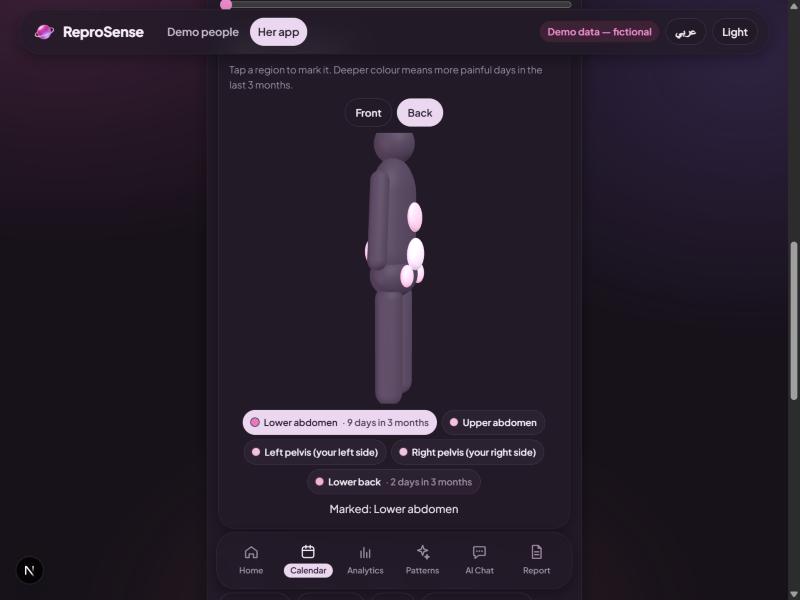 ReproSense
Demo people
Her app
Demo data — fictional
عربي
Light
Tap a region to mark it. Deeper colour means more painful days in the
last 3 months.
Front
Back
Lower abdomen · 9 days in 3 months
Upper abdomen
Left pelvis (your left side)
Right pelvis (your right side)
Lower back · 2 days in 3 months
Marked: Lower abdomen
Home
Calendar
Analytics
Patterns
AI Chat
Report
N